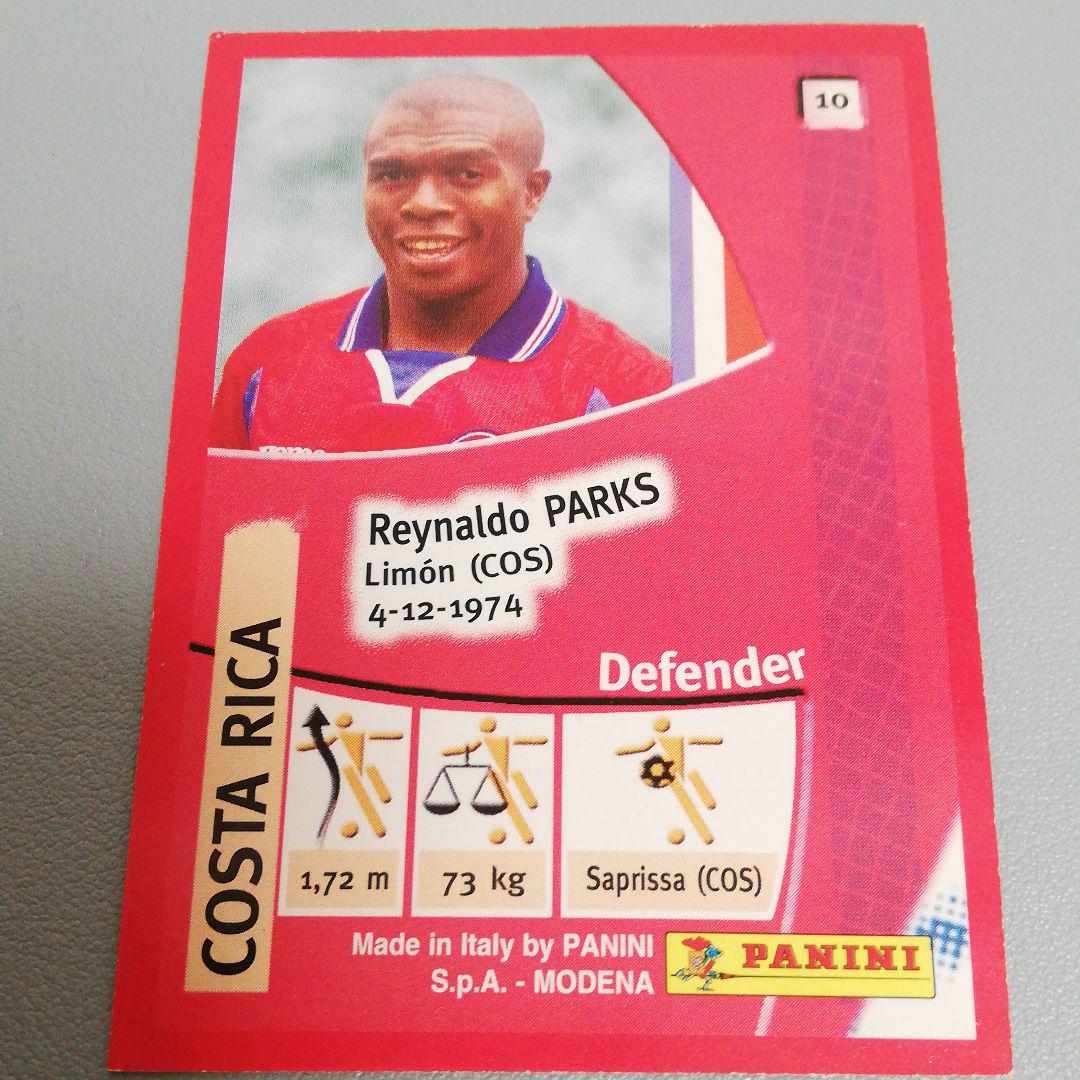 10
Reynaldo PARKS
Limón (COS)
4-12-1974
Defender
COSTA RICA
1,72 m
73 kg
Saprissa (COS)
Made in Italy by PANINI
S.p.A. - MODENA
PANINI